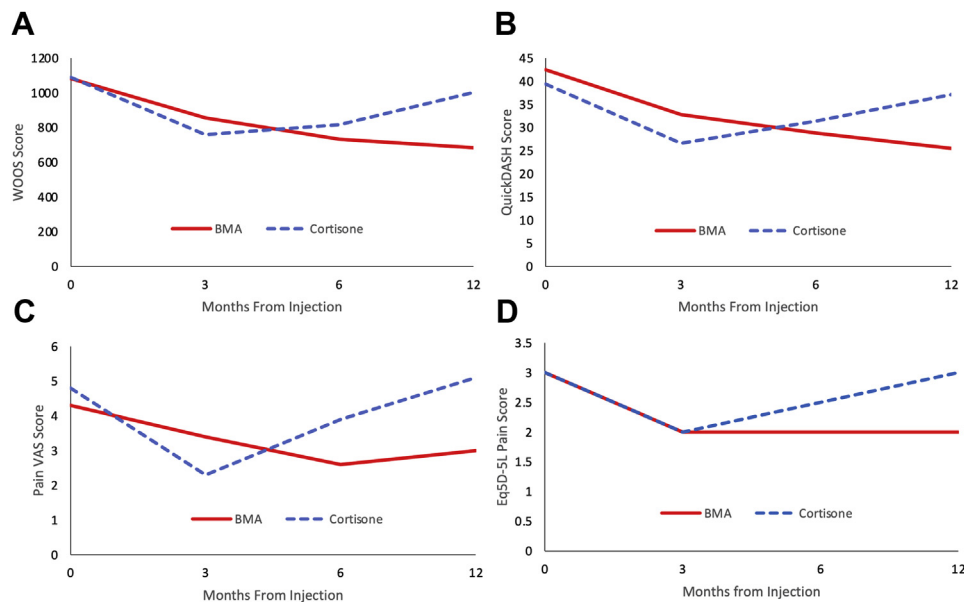 A
WOOS Score
1200
1000
800
600
400
200
0
BMA Cortisone
0 3 6 12
Months From Injection
B
QuickDASH Score
45
40
35
30
25
20
15
10
5
0
BMA Cortisone
0 3 6 12
Months From Injection
C
Pain VAS Score
6
5
4
3
2
1
0
BMA Cortisone
0 3 6 12
Months From Injection
D
Eq5D-5L Pain Score
3.5
3
2.5
2
1.5
1
0.5
0
BMA Cortisone
0 3 6 12
Months from Injection